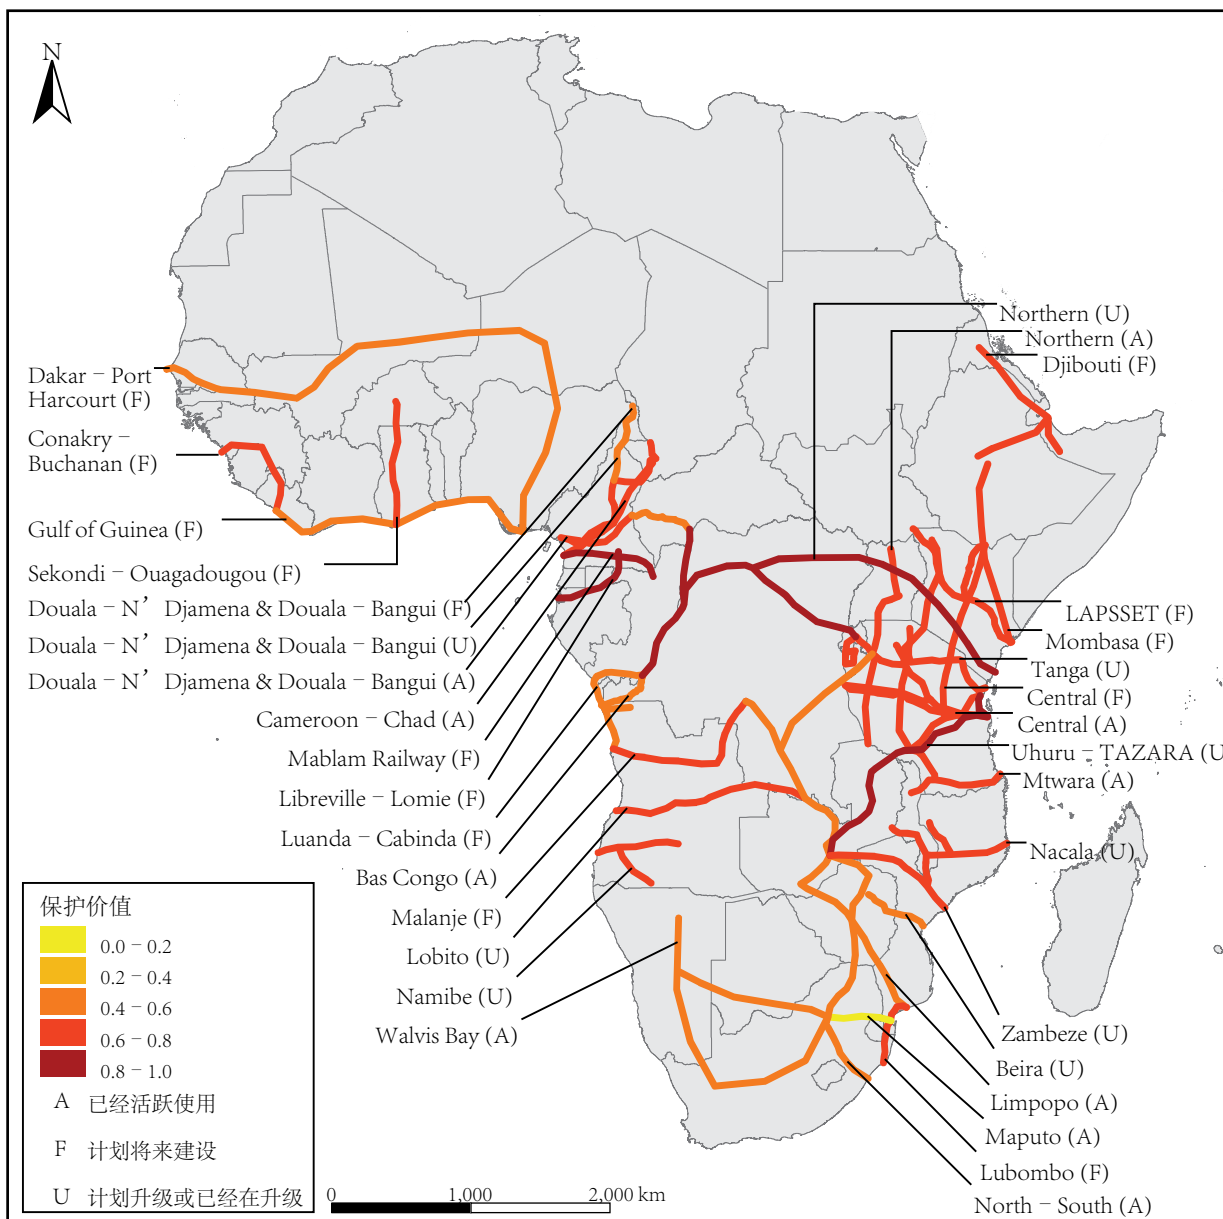 N
Northern (U)
Northern (A)
Djibouti (F)
Dakar – Port
Harcourt (F)
Conakry –
Buchanan (F)
Gulf of Guinea (F)
Sekondi – Ouagadougou (F)
Douala – N’ Djamena & Douala – Bangui (F)
Douala – N’ Djamena & Douala – Bangui (U)
Douala – N’ Djamena & Douala – Bangui (A)
Cameroon – Chad (A)
Mablam Railway (F)
Libreville – Lomie (F)
Luanda – Cabinda (F)
Bas Congo (A)
Malanje (F)
Lobito (U)
Namibe (U)
Walvis Bay (A)
LAPSSET (F)
Mombasa (F)
Tanga (U)
Central (F)
Central (A)
Uhuru – TAZARA (U
Mtwara (A)
Nacala (U)
Zambeze (U)
Beira (U)
Limpopo (A)
Maputo (A)
Lubombo (F)
North – South (A)
保护价值
0.0 – 0.2
0.2 – 0.4
0.4 – 0.6
0.6 – 0.8
0.8 – 1.0
A 已经活跃使用
F 计划将来建设
U 计划升级或已经在升级
0 1,000 2,000 km